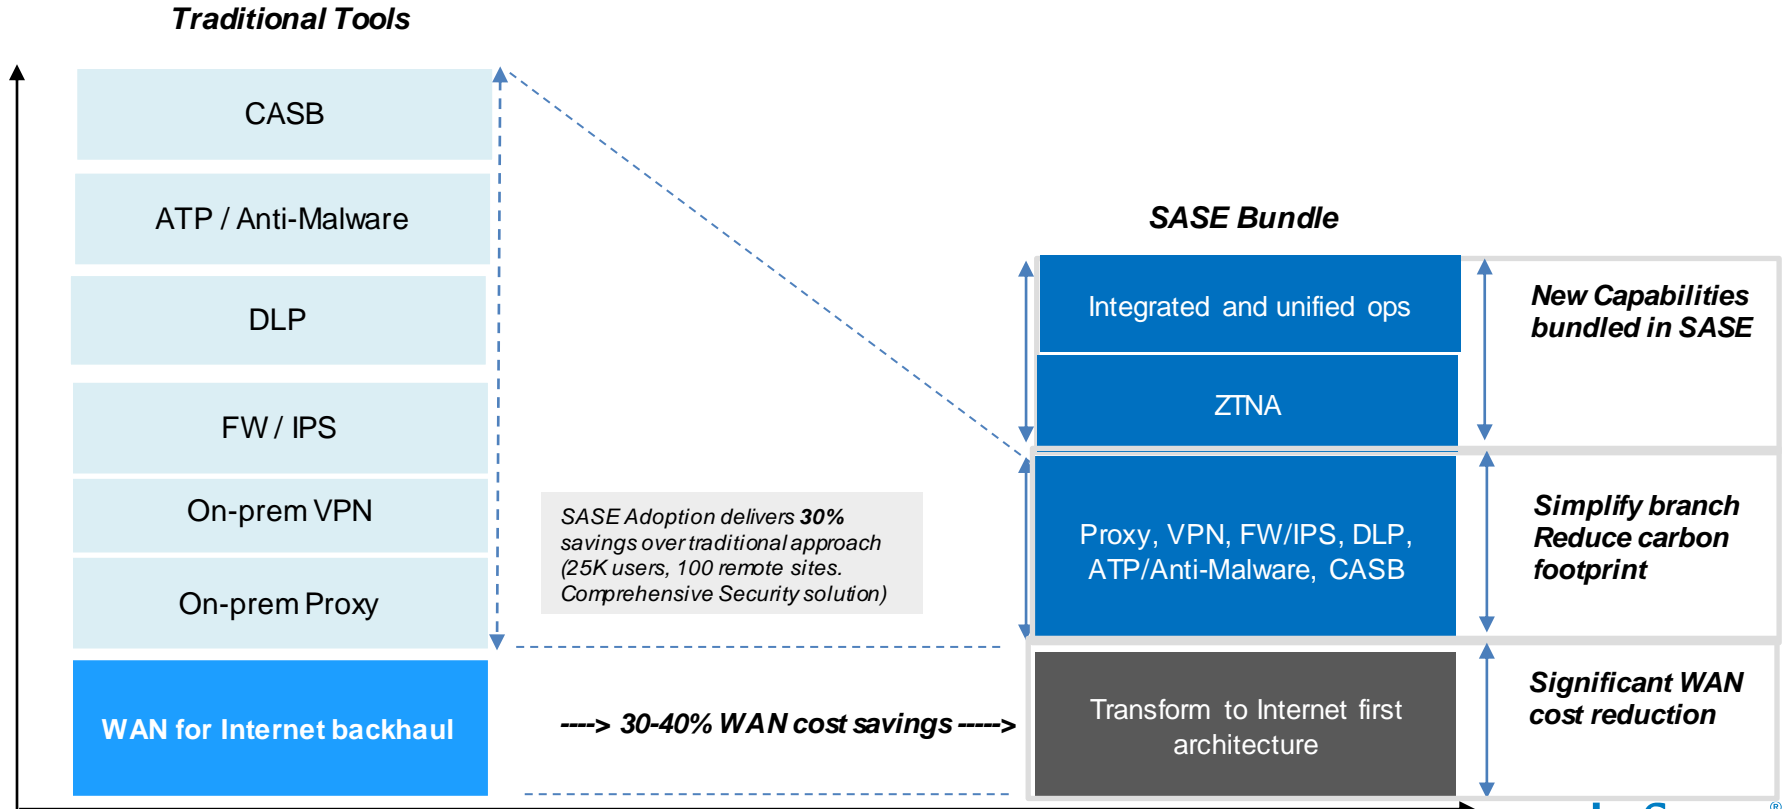 Traditional Tools
CASB
ATP / Anti-Malware
DLP
FW / IPS
On-prem VPN
On-prem Proxy
WAN for Internet backhaul
SASE Adoption delivers 30%
savings over traditional approach
(25K users, 100 remote sites.
Comprehensive Security solution)
----> 30-40% WAN cost savings ----->
SASE Bundle
Integrated and unified ops
ZTNA
Proxy, VPN, FW/IPS, DLP,
ATP/Anti-Malware, CASB
Transform to Internet first
architecture
New Capabilities
bundled in SASE
Simplify branch
Reduce carbon
footprint
Significant WAN
cost reduction
®